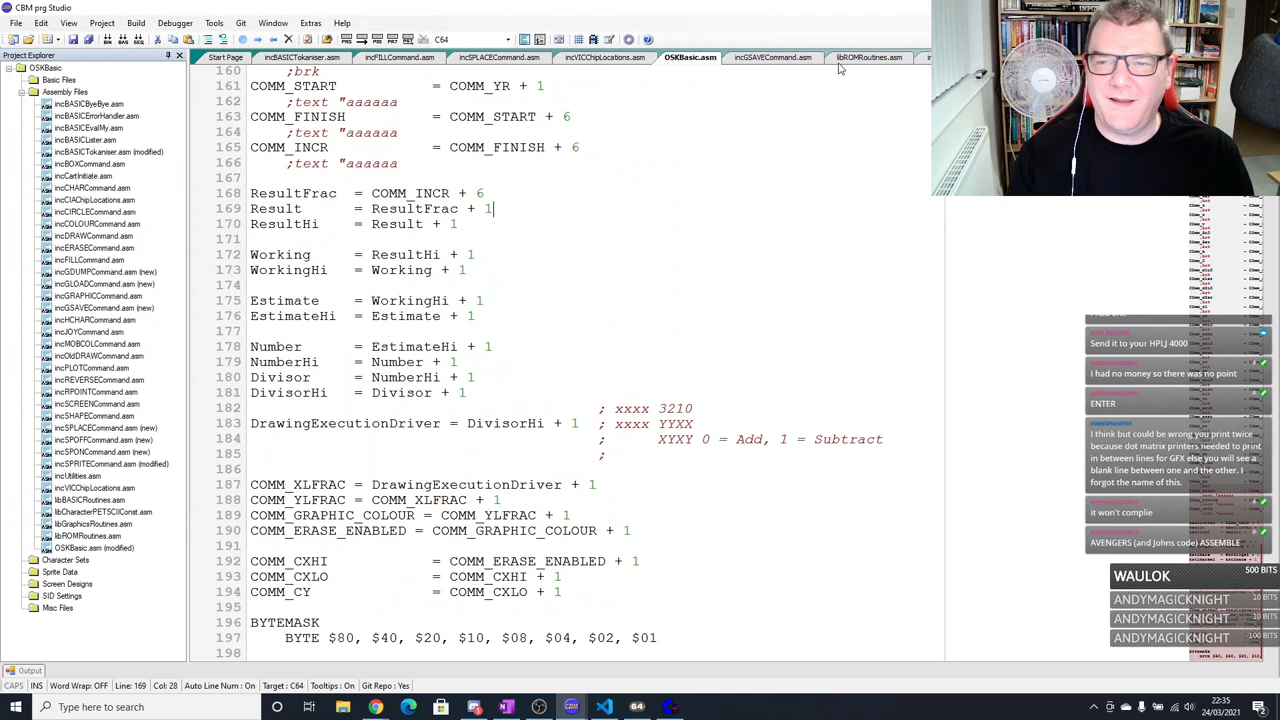 CBM prg Studio
File Edit View Project Build Debugger Tools Git Window Extras Help
C64
Project Explorer
Start Page incBASICTokaniser.asm incFILLCommand.asm incSPLACECommand.asm incVICChipLocations.asm OSKBasic.asm incGSAVECommand.asm libROMRoutines.asm
OSKBasic
Basic Files
Assembly Files
incBASICByeBye.asm
incBASICErrorHandler.asm
incBASICEvalMy.asm
incBASICLister.asm
incBASICTokaniser.asm (modified)
incBOXCommand.asm
incCartInitiate.asm
incCHARCommand.asm
incCIAChipLocations.asm
incCIRCLECommand.asm
incCOLOURCommand.asm
incDRAWCommand.asm
incERASECommand.asm
incFILLCommand.asm
incGDUMPCommand.asm (new)
incGLOADCommand.asm (new)
incGRAPHICCommand.asm
incGSAVECommand.asm (new)
incHCHARCommand.asm
incJOYCommand.asm
incMOBCOLCommand.asm
incOldDRAWCommand.asm
incPLOTCommand.asm
incREVERSECommand.asm
incRPOINTCommand.asm
incSCREENCommand.asm
incSHAPECommand.asm
incSPLACECommand.asm (new)
incSPOFFCommand.asm (new)
incSPONCommand.asm (new)
incSPRITECommand.asm (modified)
incUtilities.asm
incVICChipLocations.asm
libBASICRoutines.asm
libCharacterPETSCIIConst.asm
libGraphicsRoutines.asm
libROMRoutines.asm
OSKBasic.asm (modified)
Character Sets
Sprite Data
Screen Designs
SID Settings
Misc Files
160 ;brk
161 COMM_START = COMM_YR + 1
162 ;text "aaaaaa
163 COMM_FINISH = COMM_START + 6
164 ;text "aaaaaa
165 COMM_INCR = COMM_FINISH + 6
166 ;text "aaaaaa
167
168 ResultFrac = COMM_INCR + 6
169 Result = ResultFrac + 1
170 ResultHi = Result + 1
171
172 Working = ResultHi + 1
173 WorkingHi = Working + 1
174
175 Estimate = WorkingHi + 1
176 EstimateHi = Estimate + 1
177
178 Number = EstimateHi + 1
179 NumberHi = Number + 1
180 Divisor = NumberHi + 1
181 DivisorHi = Divisor + 1
182 ; xxxx 3210
183 DrawingExecutionDriver = DivisorHi + 1 ; xxxx YYXX
184 ; XYXY 0 = Add, 1 = Subtract
185 ;
186
187 COMM_XLFRAC = DrawingExecutionDriver + 1
188 COMM_YLFRAC = COMM_XLFRAC + 1
189 COMM_GRAPHIC_COLOUR = COMM_YLFRAC + 1
190 COMM_ERASE_ENABLED = COMM_GRAPHIC_COLOUR + 1
191
192 COMM_CXHI = COMM_ERASE_ENABLED + 1
193 COMM_CXLO = COMM_CXHI + 1
194 COMM_CY = COMM_CXLO + 1
195
196 BYTEMASK
197 BYTE $80, $40, $20, $10, $08, $04, $02, $01
198
Send it to your HPLJ 4000
I had no money so there was no point
ENTER
I think but could be wrong you print twice
because dot matrix printers needed to print
in between lines for GFX else you will see a
blank line between one and the other. I
forgot the name of this.
it won't complie
AVENGERS (and Johns code) ASSEMBLE
WAULOK 500 BITS
ANDYMAGICKNIGHT 10 BITS
ANDYMAGICKNIGHT 10 BITS
ANDYMAGICKNIGHT 100 BITS
Output
CAPS INS Word Wrap: OFF Line: 169 Col: 28 Auto Line Num : On Target : C64 Tooltips : On Git Repo : Yes
Type here to search
64
22:35
24/03/2021
2